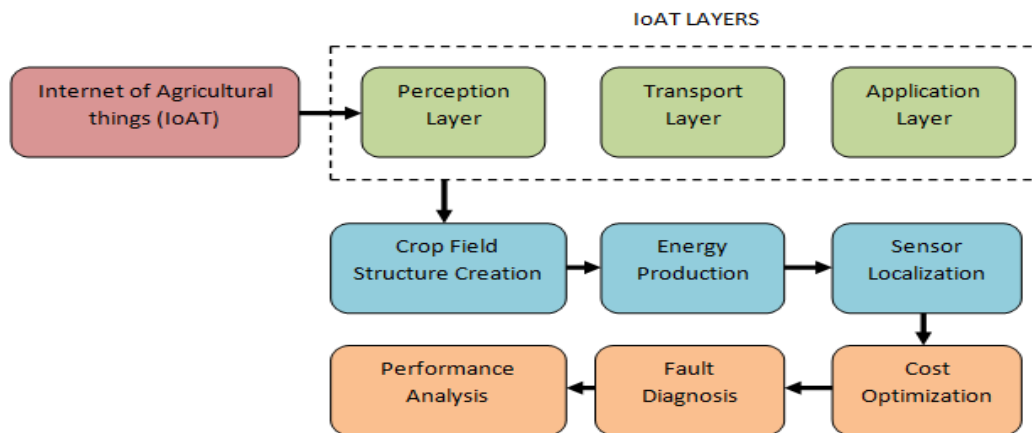 IoAT LAYERS
Internet of Agricultural
things (IoAT)
Perception
Layer
Transport
Layer
Application
Layer
Crop Field
Structure Creation
Energy
Production
Sensor
Localization
Performance
Analysis
Fault
Diagnosis
Cost
Optimization